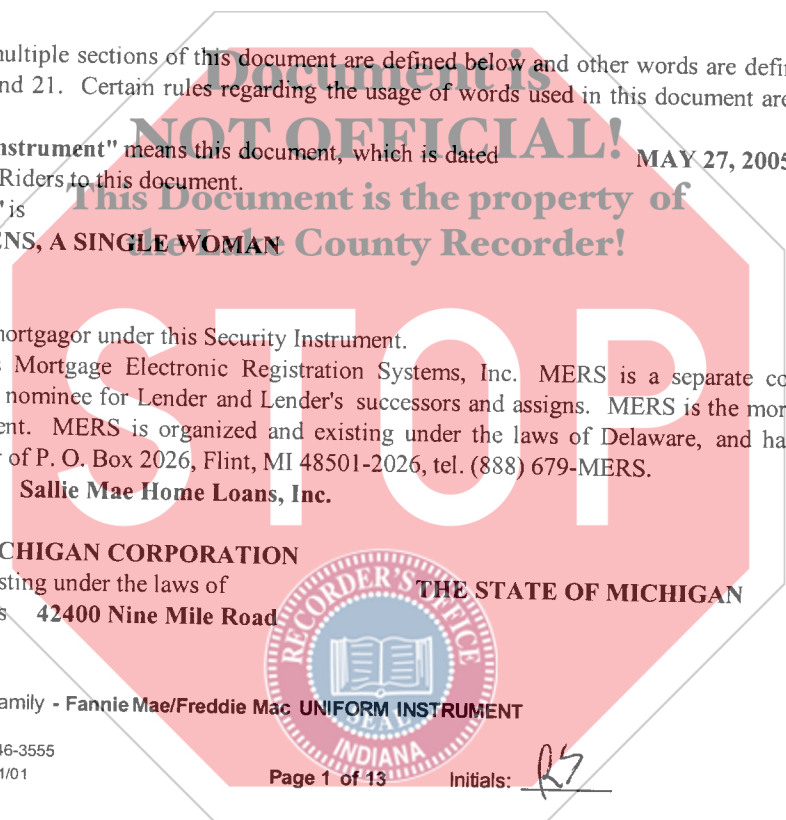 multiple sections of this document are defined below and other words are defin
nd 21. Certain rules regarding the usage of words used in this document are
Document is
NOT OFFICIAL!
This Document is the property of
the Lake County Recorder!
nstrument" means this document, which is dated MAY 27, 2005
Riders to this document.
" is
ENS, A SINGLE WOMAN
STOP
mortgagor under this Security Instrument.
s Mortgage Electronic Registration Systems, Inc. MERS is a separate co
nominee for Lender and Lender's successors and assigns. MERS is the mor
ent. MERS is organized and existing under the laws of Delaware, and ha
r of P. O. Box 2026, Flint, MI 48501-2026, tel. (888) 679-MERS.
Sallie Mae Home Loans, Inc.
CHIGAN CORPORATION
sting under the laws of THE STATE OF MICHIGAN
s 42400 Nine Mile Road
RECORDER'S OFFICE
SEAL
INDIANA
amily - Fannie Mae/Freddie Mac UNIFORM INSTRUMENT
46-3555
1/01
Page 1 of 13 Initials: